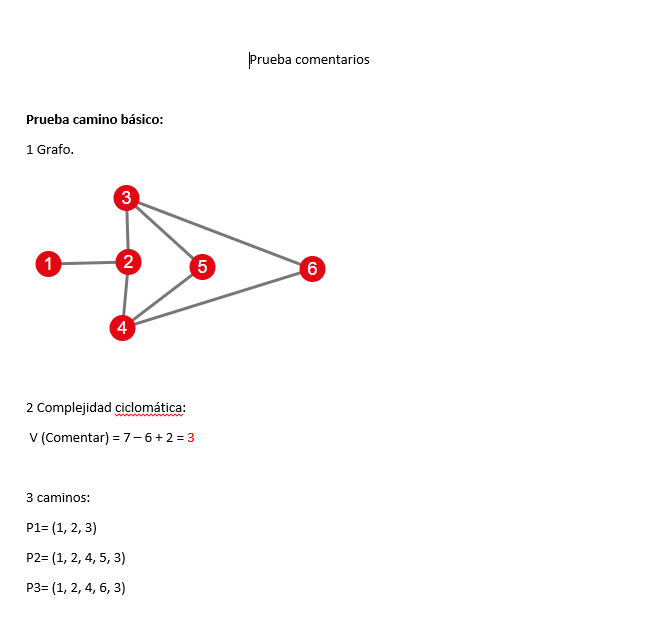 Prueba comentarios
Prueba camino básico:
1 Grafo.
3
1
2
5
6
4
2 Complejidad ciclomática:
V (Comentar) = 7 – 6 + 2 = 3
3 caminos:
P1= (1, 2, 3)
P2= (1, 2, 4, 5, 3)
P3= (1, 2, 4, 6, 3)